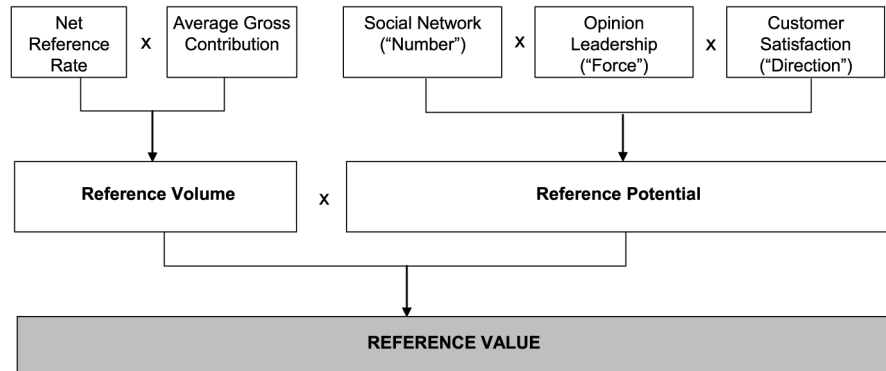 Net
Reference
Rate
x
Average Gross
Contribution
Social Network
(“Number”)
x
Opinion
Leadership
(“Force”)
x
Customer
Satisfaction
(“Direction”)
Reference Volume
x
Reference Potential
REFERENCE VALUE